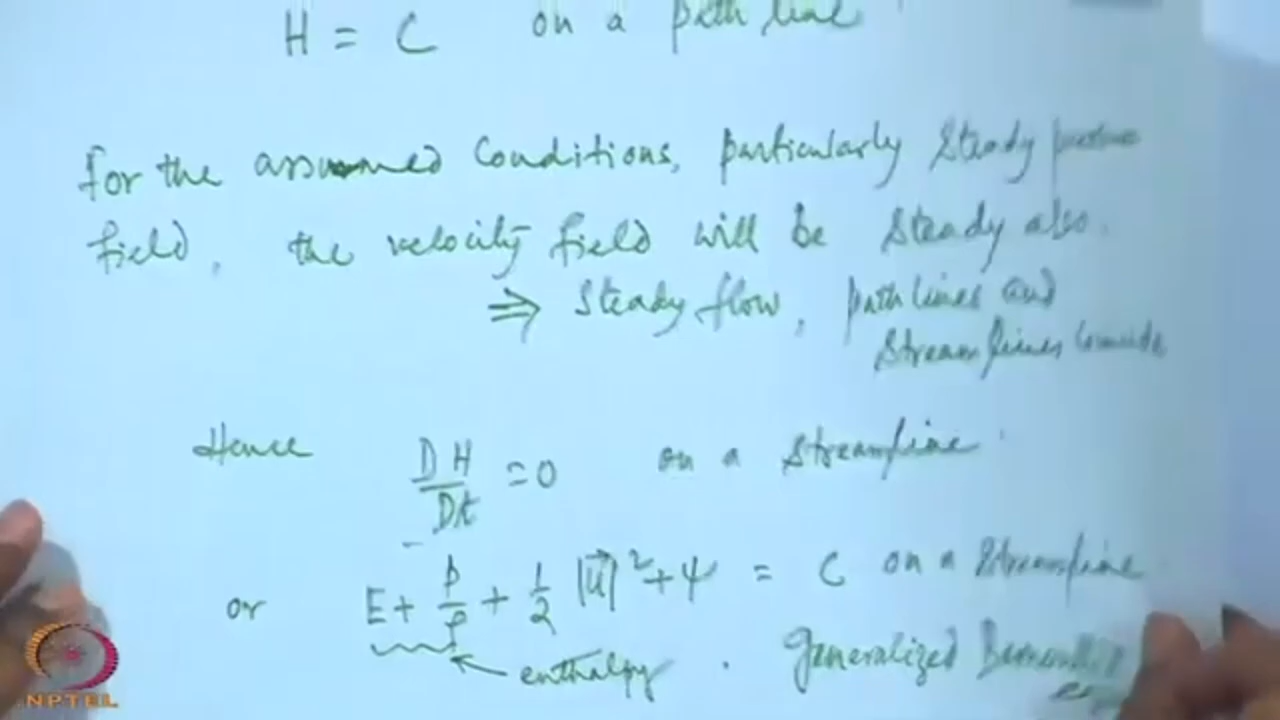 H = C on a path line
For the assumed conditions, particularly steady pressure
field, the velocity field will be steady also.
⇒ steady flow, path lines and
streamlines coincide
Hence DH/Dt = 0 on a streamline.
or E + p/ρ + 1/2 |u⃗|² + ψ = C on a streamline
enthalpy . Generalized Bernoulli's
NPTEL